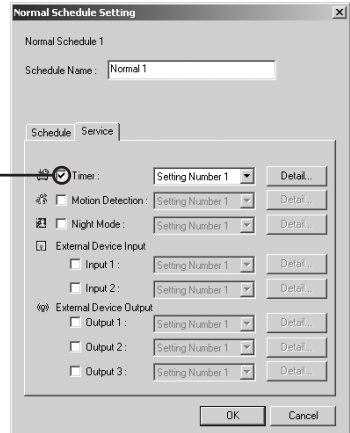 Normal Schedule Setting
Normal Schedule 1
Schedule Name : Normal 1
Schedule Service
Timer : Setting Number 1 Detail...
Motion Detection : Setting Number 1 Detail...
Night Mode : Setting Number 1 Detail...
External Device Input
Input 1 : Setting Number 1 Detail...
Input 2 : Setting Number 1 Detail...
External Device Output
Output 1 : Setting Number 1 Detail...
Output 2 : Setting Number 1 Detail...
Output 3 : Setting Number 1 Detail...
OK Cancel